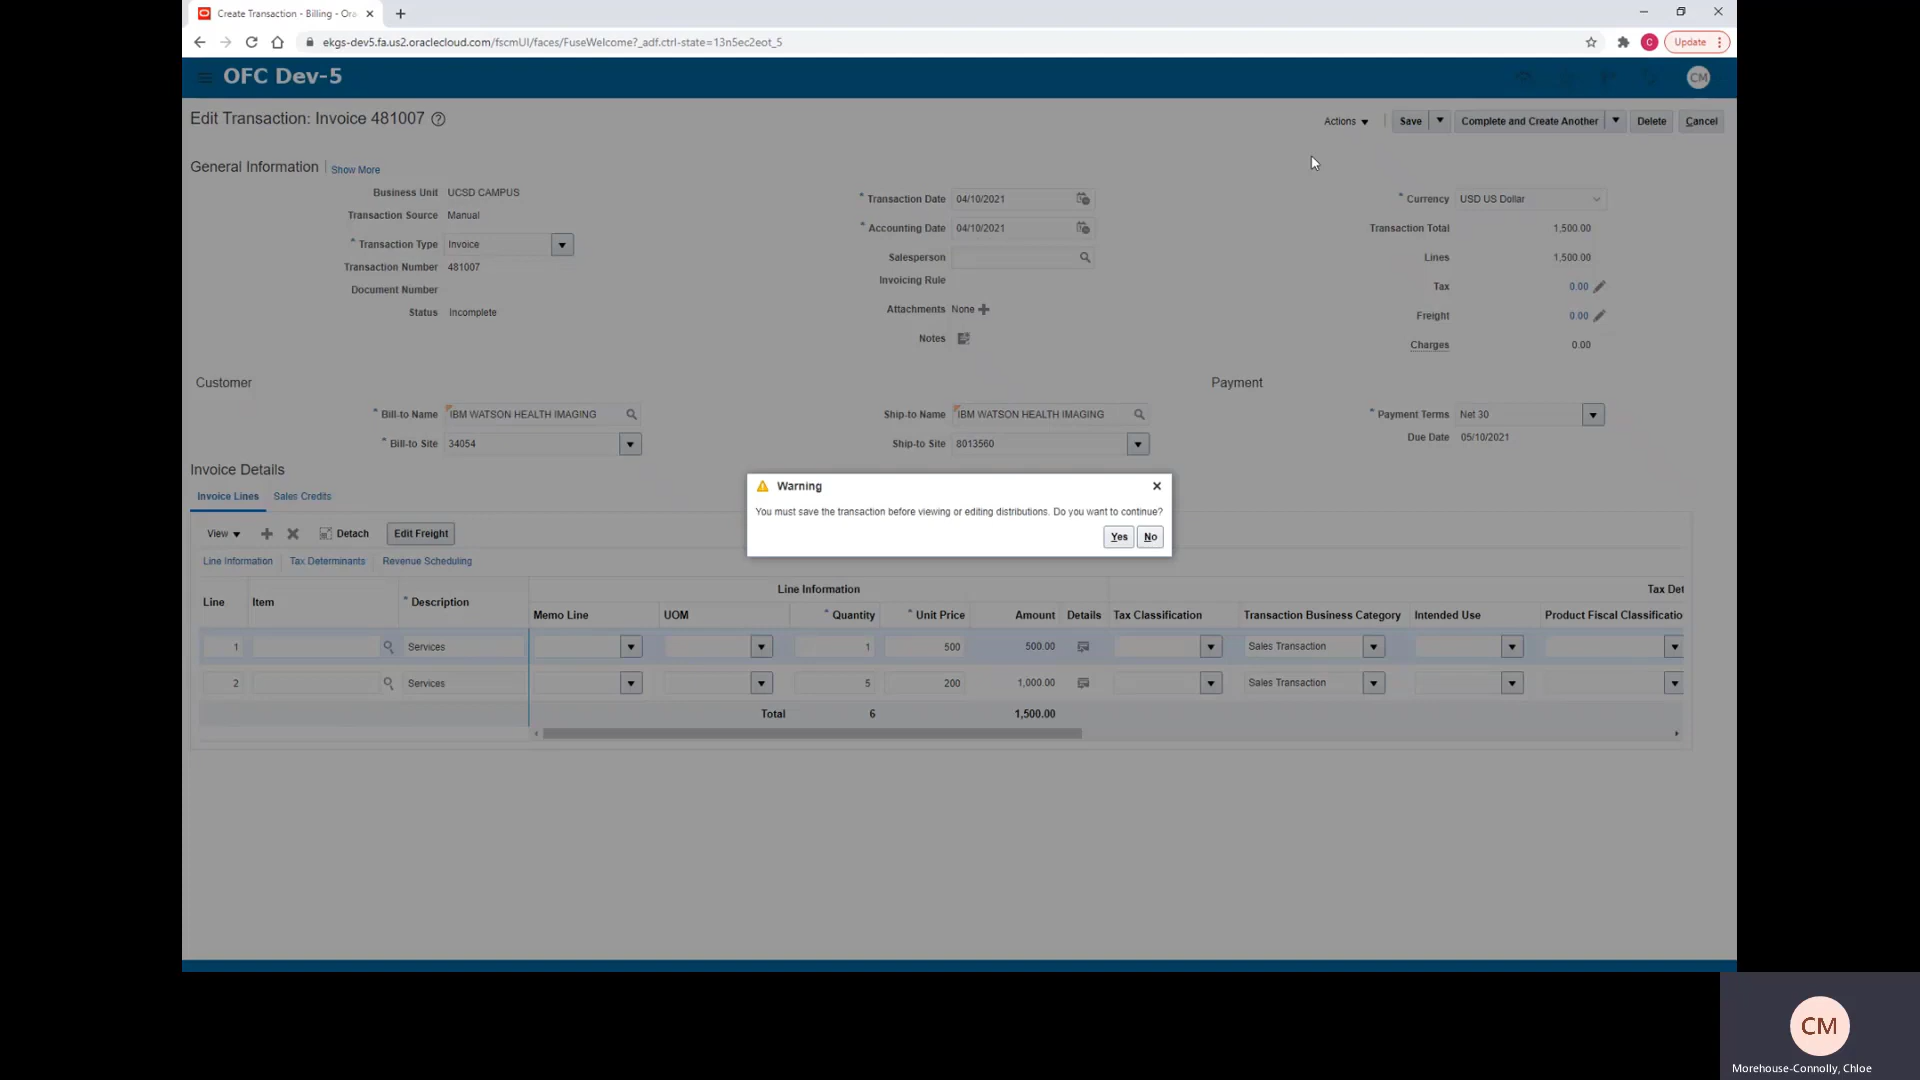 Create Transaction - Billing - Ora
ekgs-dev5.fa.us2.oraclecloud.com/fscmUI/faces/FuseWelcome?_adf.ctrl-state=13n5ec2eot_5
C
Update
OFC Dev-5
CM
Edit Transaction: Invoice 481007 ?
Actions
Save
Complete and Create Another
Delete
Cancel
General Information Show More
Business Unit UCSD CAMPUS
Transaction Source Manual
* Transaction Type Invoice
Transaction Number 481007
Document Number
Status Incomplete
* Transaction Date 04/10/2021
* Accounting Date 04/10/2021
Salesperson
Invoicing Rule
Attachments None
Notes
* Currency USD US Dollar
Transaction Total 1,500.00
Lines 1,500.00
Tax 0.00
Freight 0.00
Charges 0.00
Customer
* Bill-to Name IBM WATSON HEALTH IMAGING
* Bill-to Site 34054
Ship-to Name IBM WATSON HEALTH IMAGING
Ship-to Site 8013560
Payment
* Payment Terms Net 30
Due Date 05/10/2021
Invoice Details
Invoice Lines Sales Credits
Warning
You must save the transaction before viewing or editing distributions. Do you want to continue?
Yes No
View Detach Edit Freight
Line Information Tax Determinants Revenue Scheduling
Line Information Tax Det
Line Item * Description Memo Line UOM * Quantity * Unit Price Amount Details Tax Classification Transaction Business Category Intended Use Product Fiscal Classificatio
1 Services 1 500 500.00 Sales Transaction
2 Services 5 200 1,000.00 Sales Transaction
Total 6 1,500.00
CM
Morehouse-Connolly, Chloe